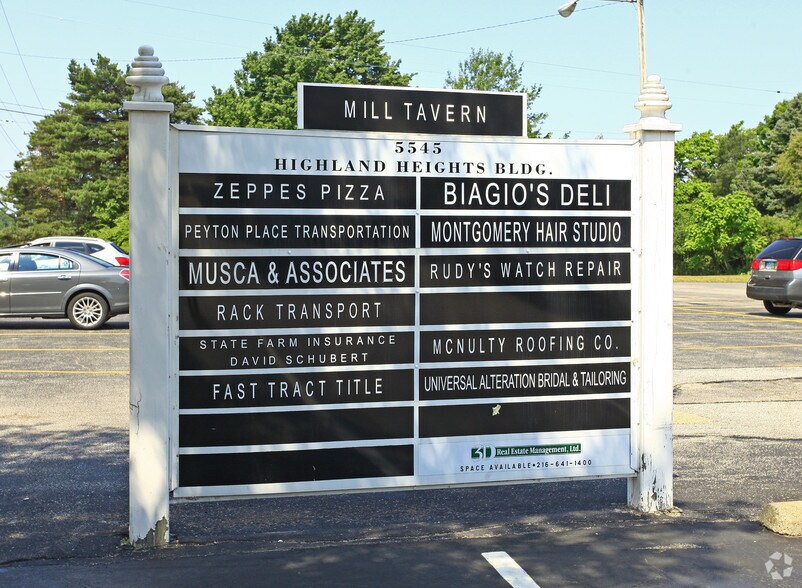 MILL TAVERN
5545
HIGHLAND HEIGHTS BLDG.
ZEPPES PIZZA
PEYTON PLACE TRANSPORTATION
MUSCA & ASSOCIATES
RACK TRANSPORT
STATE FARM INSURANCE
DAVID SCHUBERT
FAST TRACT TITLE
BIAGIO'S DELI
MONTGOMERY HAIR STUDIO
RUDY'S WATCH REPAIR
MCNULTY ROOFING CO.
UNIVERSAL ALTERATION BRIDAL & TAILORING
3D Real Estate Management, Ltd.
SPACE AVAILABLE•216-641-1400